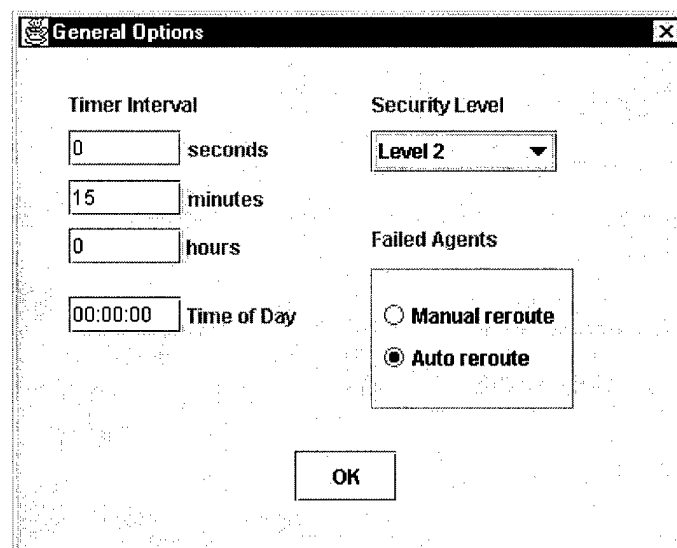 General Options
Timer Interval
0 seconds
15 minutes
0 hours
00:00:00 Time of Day
Security Level
Level 2
Failed Agents
Manual reroute
Auto reroute
OK